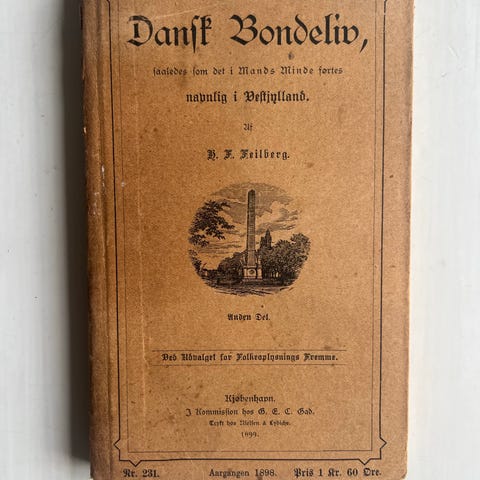 Dansk Bondeliv,
saaledes som det i Mands Minde førtes
navnlig i Vestjylland.
Af
H. F. Feilberg.
Anden Del.
Ved Udvalget for Folkeoplysnings Fremme.
Kjøbenhavn.
I Kommission hos G. E. C. Gad.
Trykt hos Nielsen & Lydiche.
1899.
Nr. 231. Aargangen 1898. Pris 1 Kr. 60 Øre.